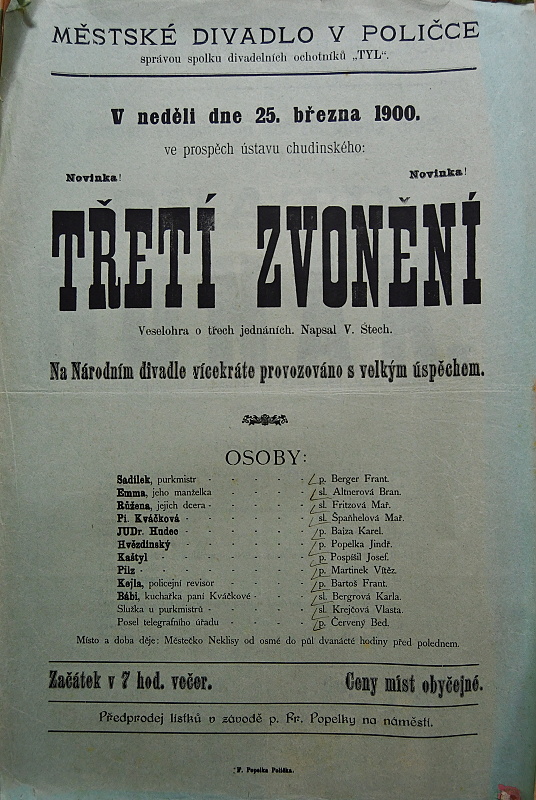 MĚSTSKÉ DIVADLO V POLIČCE
správou spolku divadelních ochotníků „TYL“.
V neděli dne 25. března 1900.
ve prospěch ústavu chudinského:
Novinka! Novinka!
TŘETÍ ZVONĚNÍ
Veselohra o třech jednáních. Napsal V. Štech.
Na Národním divadle vícekráte provozováno s velkým úspěchem.
OSOBY:
Sadílek, purkmistr - - - - - p. Berger Frant.
Emma, jeho manželka - - - - sl. Altnerová Bran.
Růžena, jejich dcera - - - - - sl. Fritzová Mař.
Pí. Kváčková - - - - - sl. Španhelová Mař.
JUDr. Hudec - - - - - p. Balza Karel.
Hvězdinský - - - - - p. Popelka Jindř.
Kaštyl - - - - - - p. Pospíšil Josef.
Pilz - - - - - - p. Martinek Vítěz.
Kejla, policejní revisor - - - - p. Bartoš Frant.
Bábi, kuchařka paní Kváčkové - - - sl. Bergrová Karla.
Služka u purkmistrů - - - - - sl. Krejčová Vlasta.
Posel telegrafního úřadu - - - - p. Červený Bed.
Místo a doba děje: Městečko Neklisy od osmé do půl dvanácté hodiny před polednem.
Začátek v 7 hod. večer. Ceny míst obyčejné.
Předprodej lístků v závodě p. Fr. Popelky na náměstí.
F. Popelka Polička.